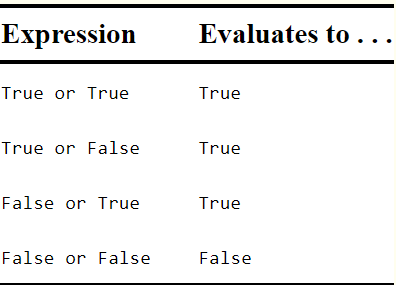 Expression Evaluates to . . .
True or True True
True or False True
False or True True
False or False False